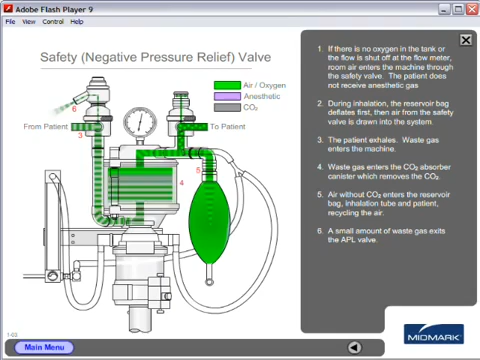 Adobe Flash Player 9
File View Control Help
Safety (Negative Pressure Relief) Valve
Air / Oxygen
Anesthetic
CO₂
6
From Patient
3
To Patient
4
5
1. If there is no oxygen in the tank or
the flow is shut off at the flow meter,
room air enters the machine through
the safety valve. The patient does
not receive anesthetic gas
2. During inhalation, the reservoir bag
deflates first, then air from the safety
valve is drawn into the system.
3. The patient exhales. Waste gas
enters the machine.
4. Waste gas enters the CO₂ absorber
canister which removes the CO₂.
5. Air without CO₂ enters the reservoir
bag, inhalation tube and patient,
recycling the air.
6. A small amount of waste gas exits
the APL valve.
1-03
Main Menu
MIDMARK